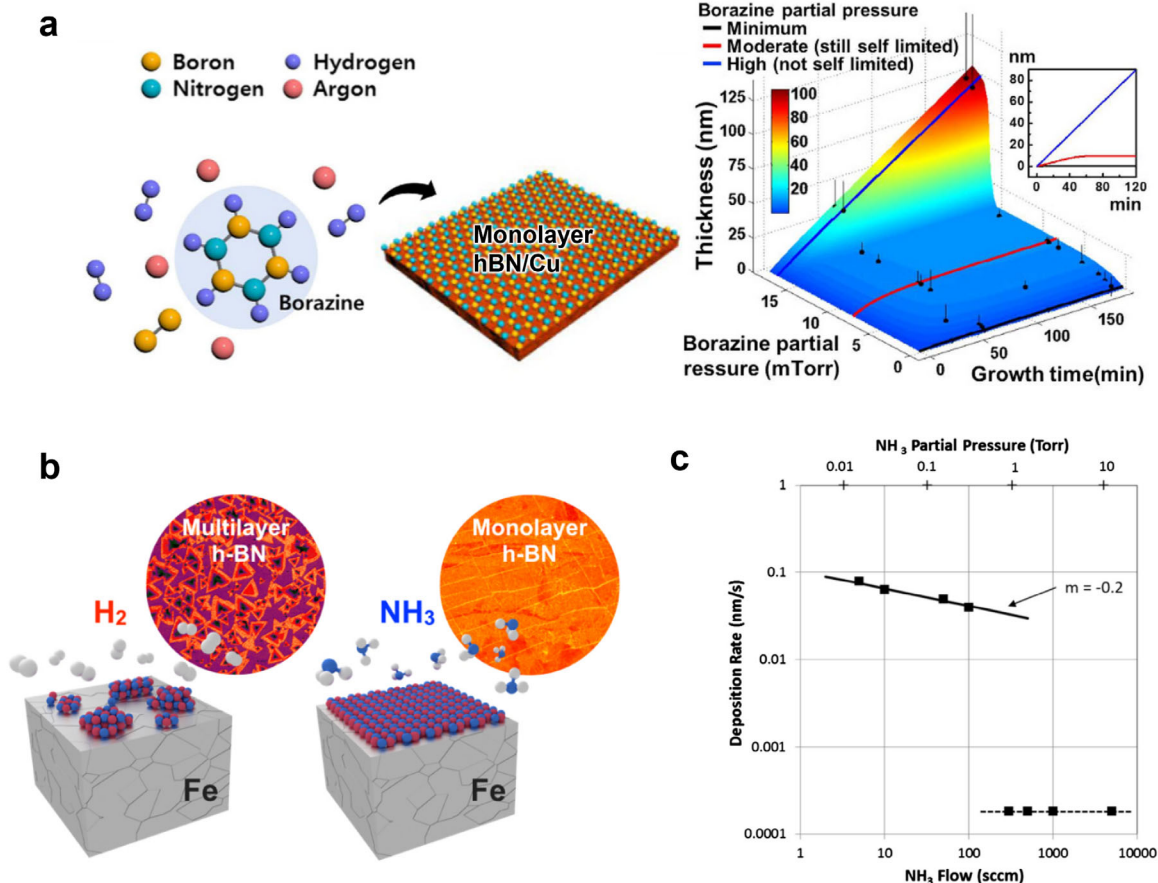 a
Boron
Hydrogen
Nitrogen
Argon
Borazine
Monolayer
hBN/Cu
Borazine partial pressure
Minimum
Moderate (still self limited)
High (not self limited)
100
80
60
40
20
125
100
75
50
25
0
Thickness (nm)
15
10
5
0
Borazine partial
ressure (mTorr)
0
50
100
150
Growth time(min)
nm
80
60
40
20
0
0 40 80 120
min
b
Multilayer
h-BN
Monolayer
h-BN
H2
NH3
Fe
Fe
c
NH 3 Partial Pressure (Torr)
0.01 0.1 1 10
1
0.1
0.01
0.001
0.0001
Deposition Rate (nm/s)
m = -0.2
1 10 100 1000 10000
NH3 Flow (sccm)